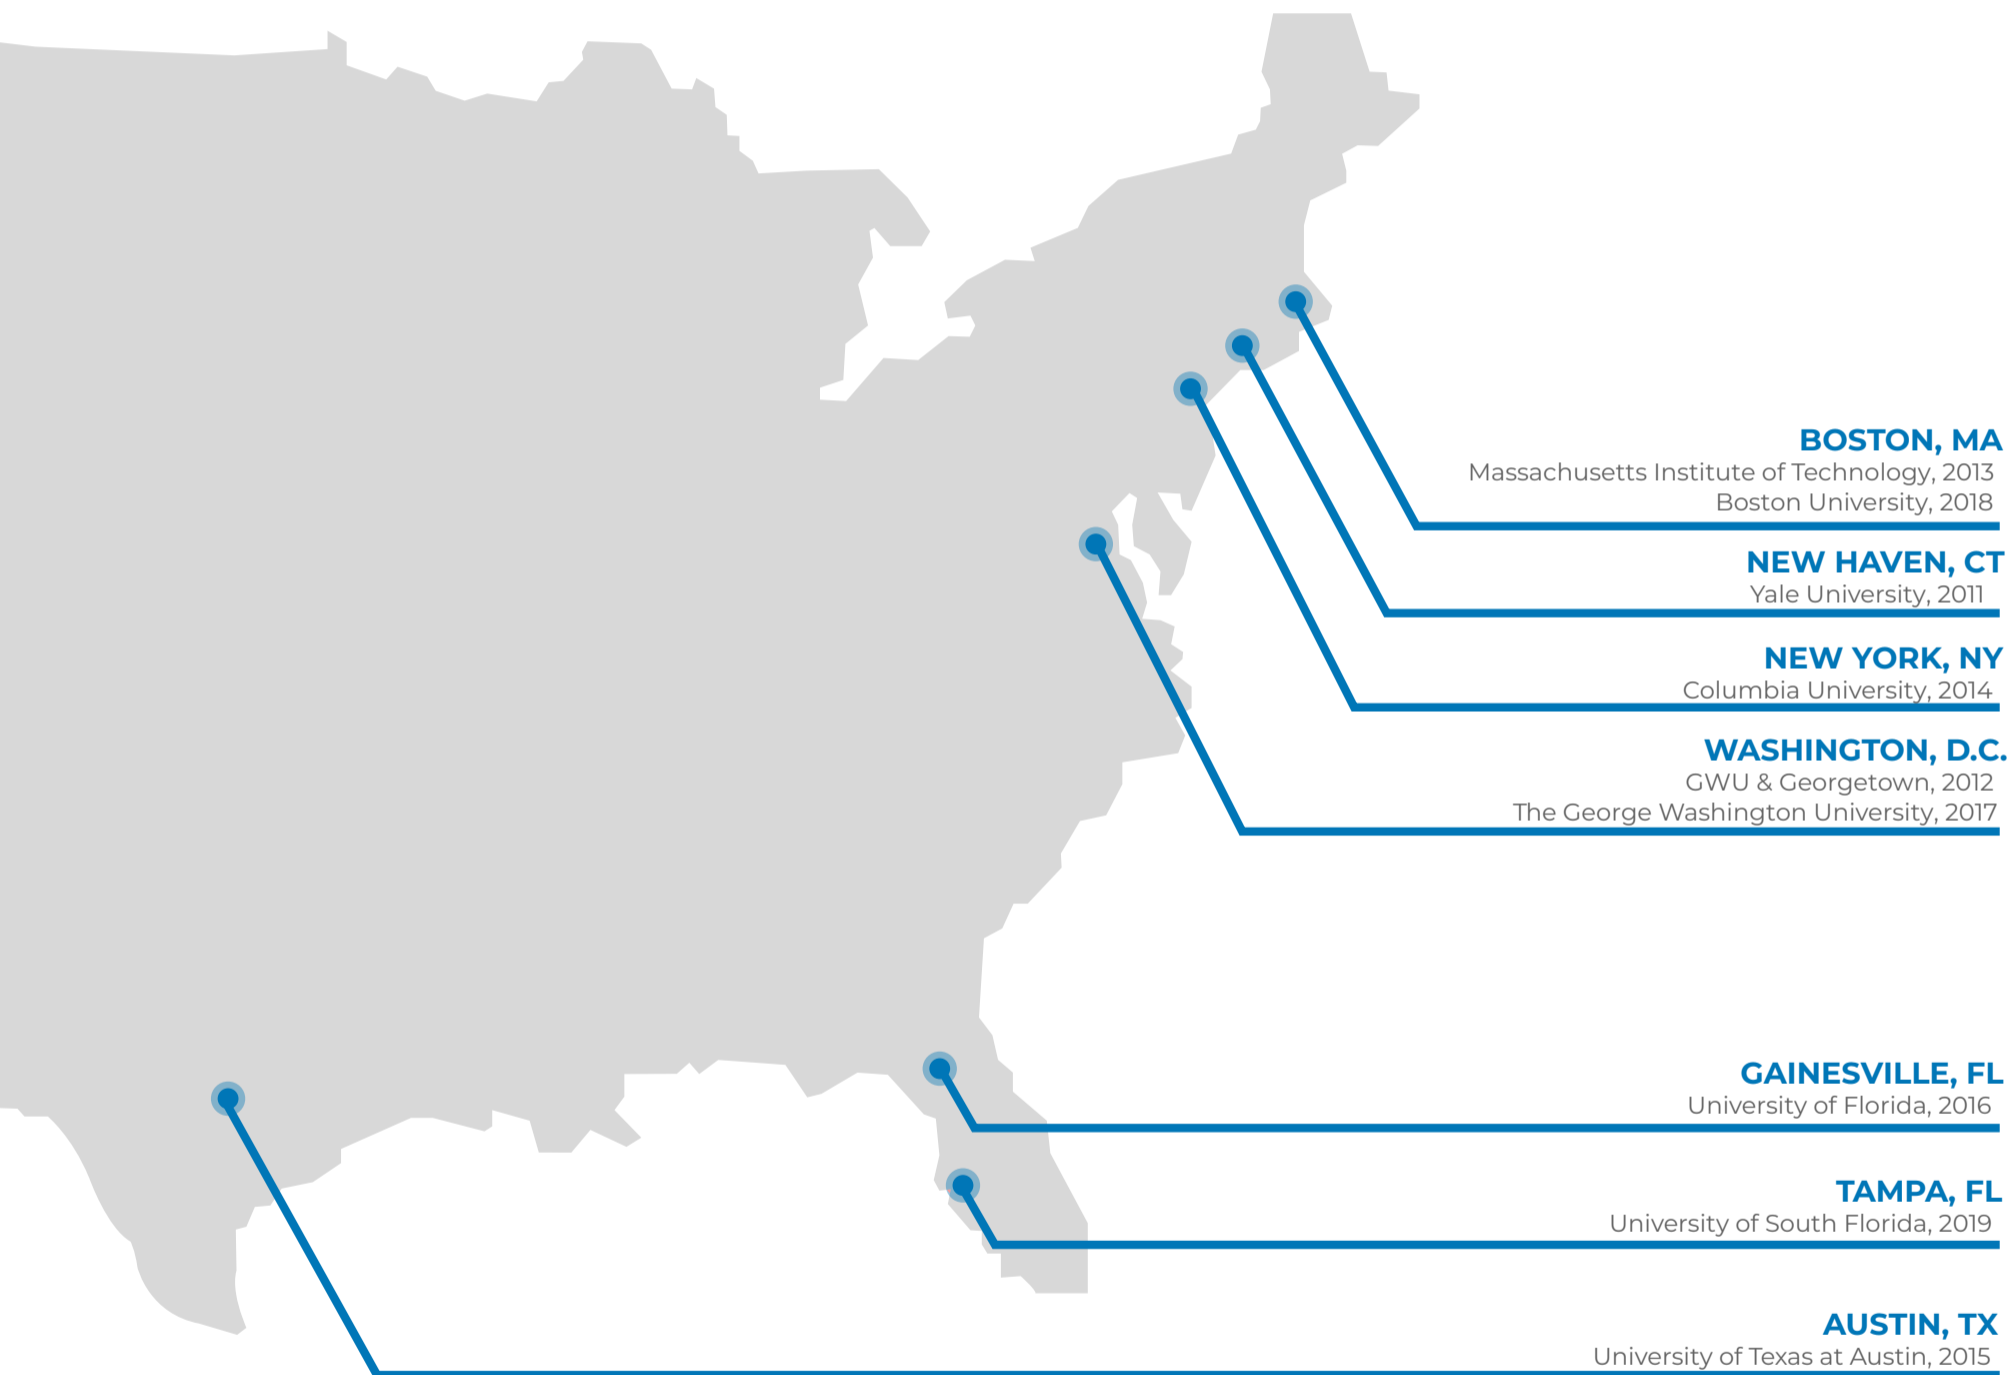 BOSTON, MA
Massachusetts Institute of Technology, 2013
Boston University, 2018
NEW HAVEN, CT
Yale University, 2011
NEW YORK, NY
Columbia University, 2014
WASHINGTON, D.C.
GWU & Georgetown, 2012
The George Washington University, 2017
GAINESVILLE, FL
University of Florida, 2016
TAMPA, FL
University of South Florida, 2019
AUSTIN, TX
University of Texas at Austin, 2015